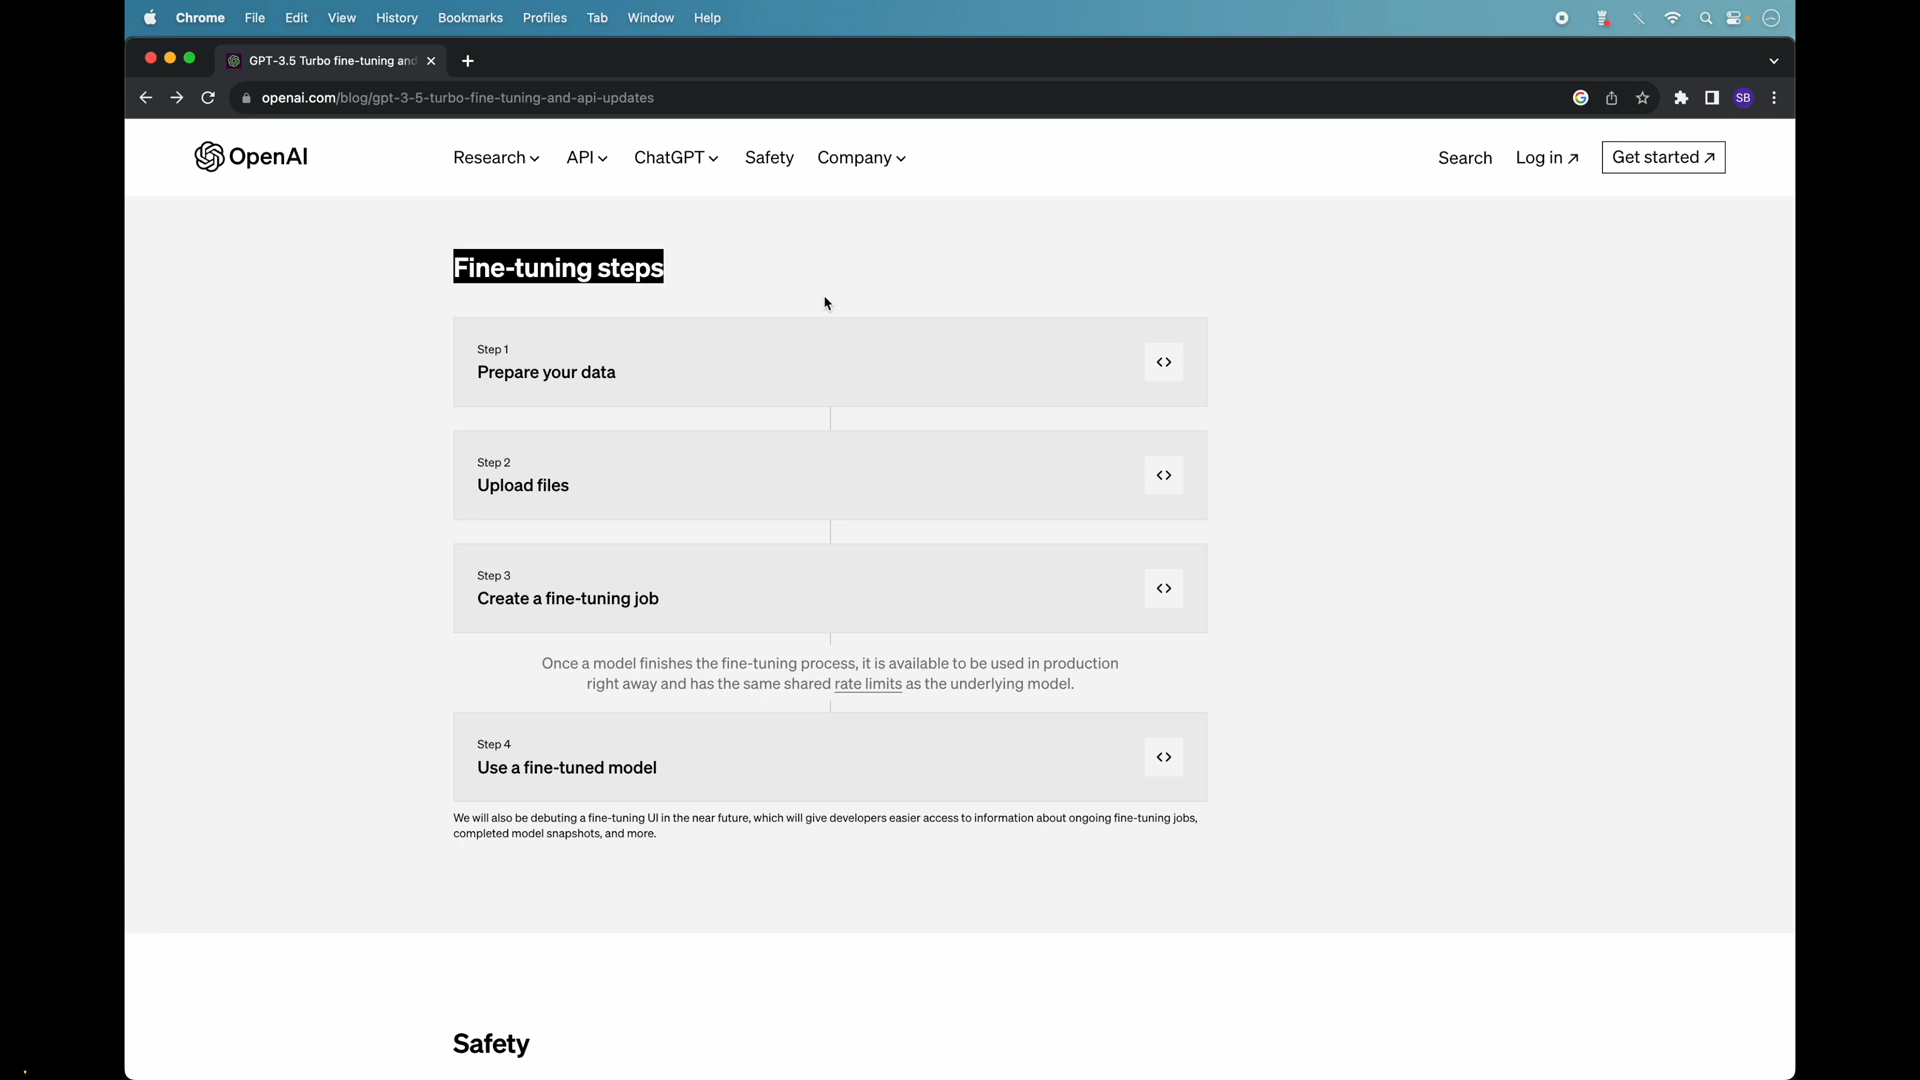 Chrome File Edit View History Bookmarks Profiles Tab Window Help
GPT-3.5 Turbo fine-tuning and
openai.com/blog/gpt-3-5-turbo-fine-tuning-and-api-updates
SB
OpenAI
Research API ChatGPT Safety Company
Search Log in Get started
Fine-tuning steps
Step 1
Prepare your data
Step 2
Upload files
Step 3
Create a fine-tuning job
Once a model finishes the fine-tuning process, it is available to be used in production
right away and has the same shared rate limits as the underlying model.
Step 4
Use a fine-tuned model
We will also be debuting a fine-tuning UI in the near future, which will give developers easier access to information about ongoing fine-tuning jobs,
completed model snapshots, and more.
Safety